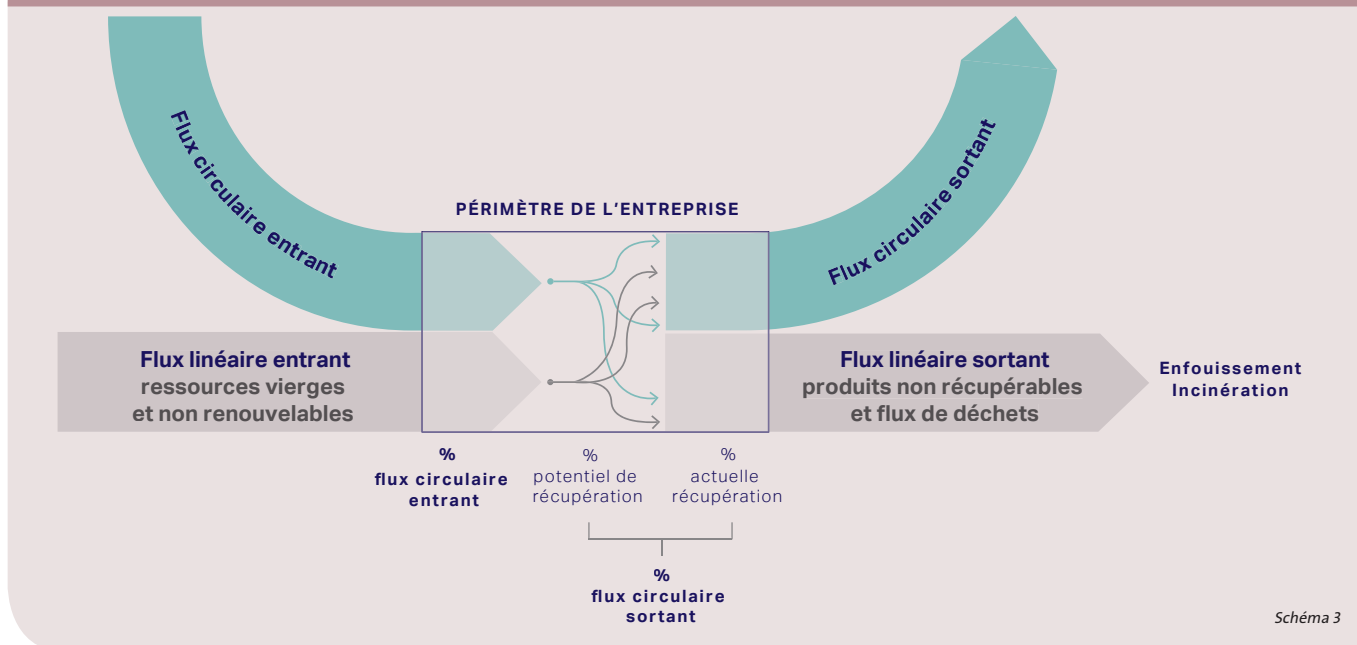 Flux circulaire entrant
Flux circulaire sortant
PÉRIMÈTRE DE L'ENTREPRISE
Flux linéaire entrant
ressources vierges
et non renouvelables
Flux linéaire sortant
produits non récupérables
et flux de déchets
Enfouissement
Incinération
%
flux circulaire
entrant
%
potentiel de
récupération
%
actuelle
récupération
%
flux circulaire
sortant
Schéma 3